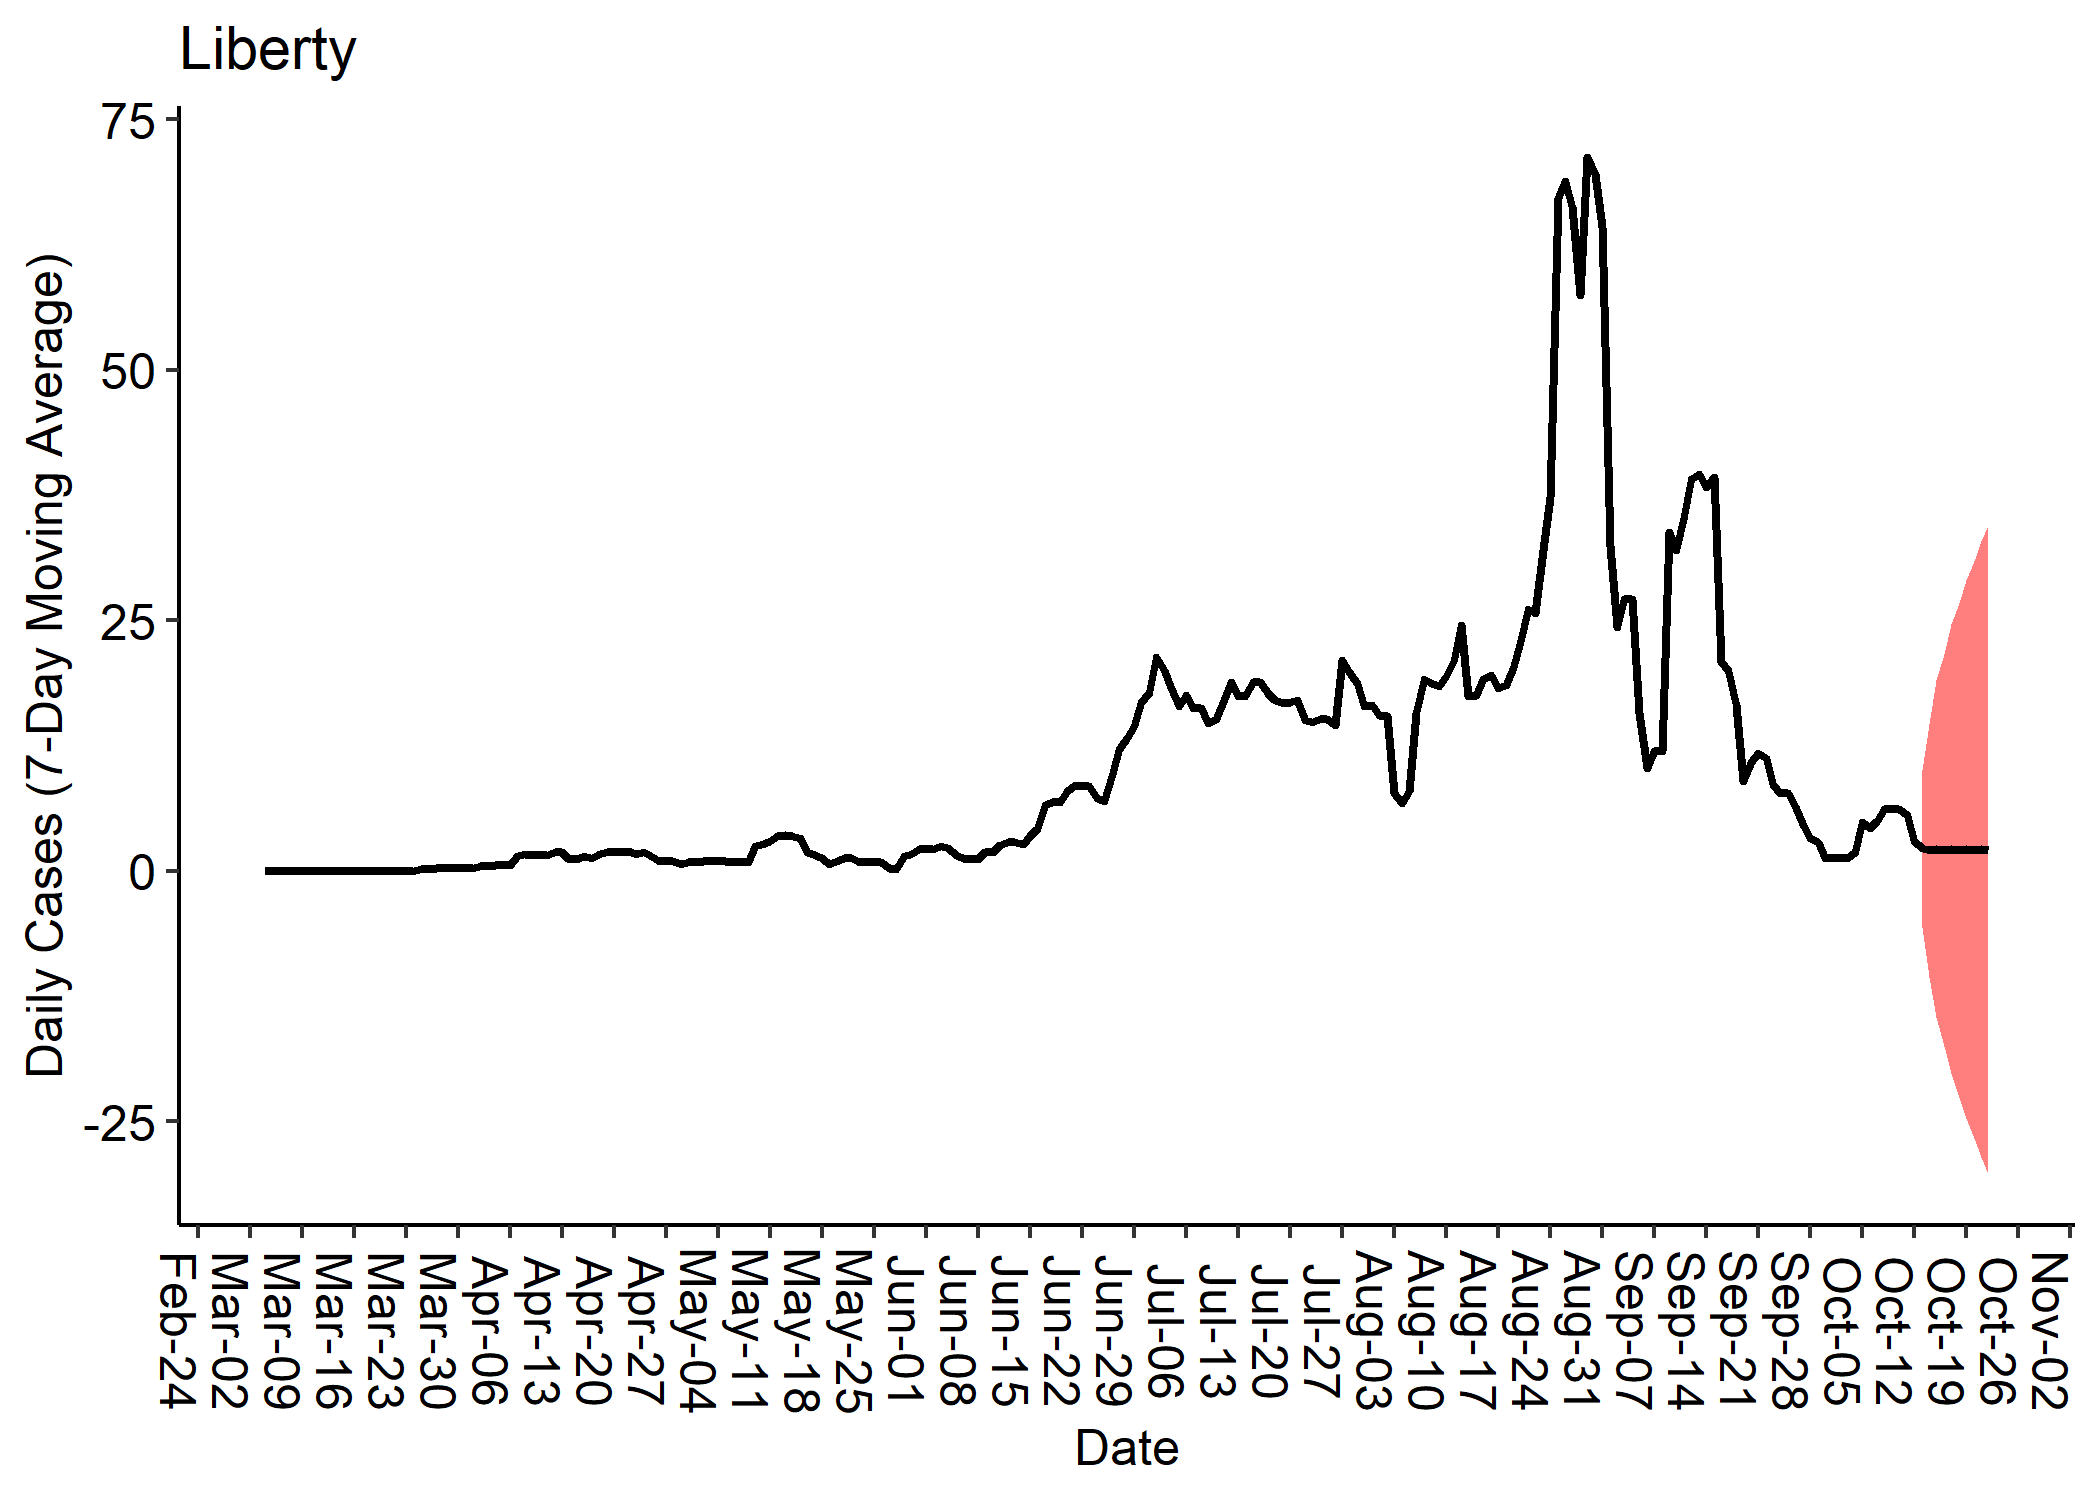 Liberty
Daily Cases (7-Day Moving Average)
75
50
25
0
-25
Feb-24
Mar-02
Mar-09
Mar-16
Mar-23
Mar-30
Apr-06
Apr-13
Apr-20
Apr-27
May-04
May-11
May-18
May-25
Jun-01
Jun-08
Jun-15
Jun-22
Jun-29
Jul-06
Jul-13
Jul-20
Jul-27
Aug-03
Aug-10
Aug-17
Aug-24
Aug-31
Sep-07
Sep-14
Sep-21
Sep-28
Oct-05
Oct-12
Oct-19
Oct-26
Nov-02
Date